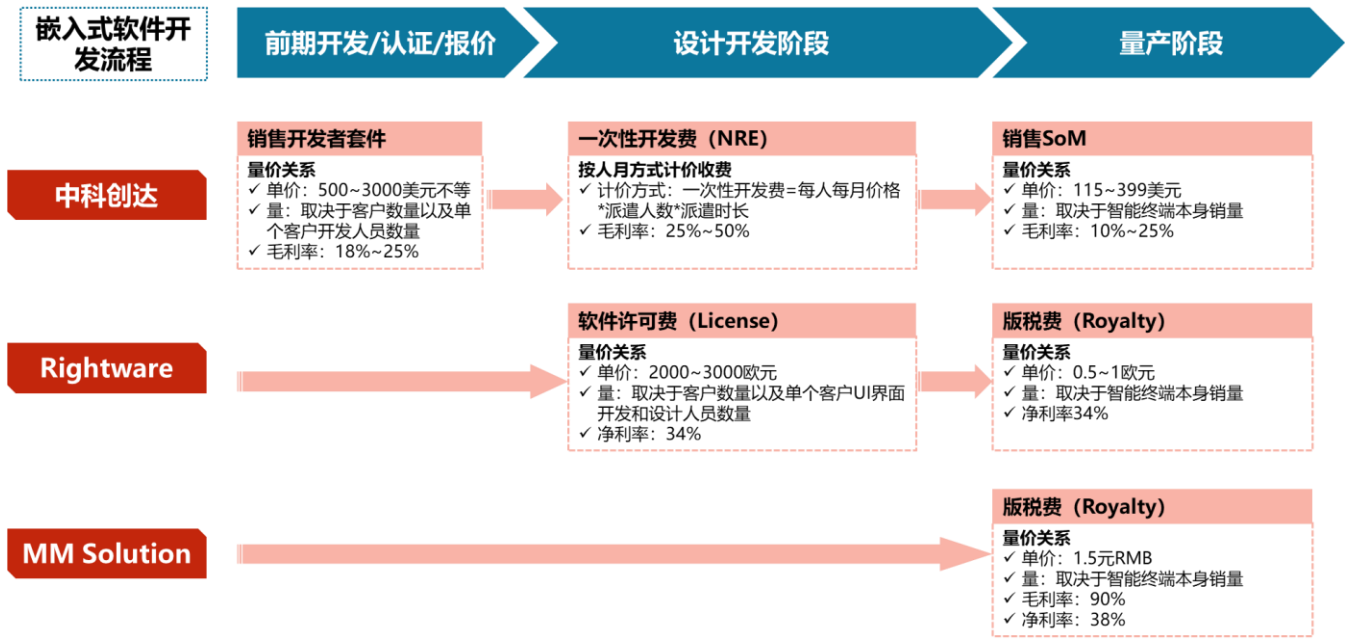 嵌入式软件开
发流程
前期开发/认证/报价
设计开发阶段
量产阶段
中科创达
销售开发者套件
量价关系
✓ 单价：500~3000美元不等
✓ 量：取决于客户数量以及单
个客户开发人员数量
✓ 毛利率：18%~25%
一次性开发费（NRE）
按人月方式计价收费
✓ 计价方式：一次性开发费=每人每月价格
*派遣人数*派遣时长
✓ 毛利率：25%~50%
销售SoM
量价关系
✓ 单价：115~399美元
✓ 量：取决于智能终端本身销量
✓ 毛利率：10%~25%
Rightware
软件许可费（License）
量价关系
✓ 单价：2000~3000欧元
✓ 量：取决于客户数量以及单个客户UI界面
开发和设计人员数量
✓ 净利率：34%
版税费（Royalty）
量价关系
✓ 单价：0.5~1欧元
✓ 量：取决于智能终端本身销量
✓ 净利率34%
MM Solution
版税费（Royalty）
量价关系
✓ 单价：1.5元RMB
✓ 量：取决于智能终端本身销量
✓ 毛利率：90%
✓ 净利率：38%